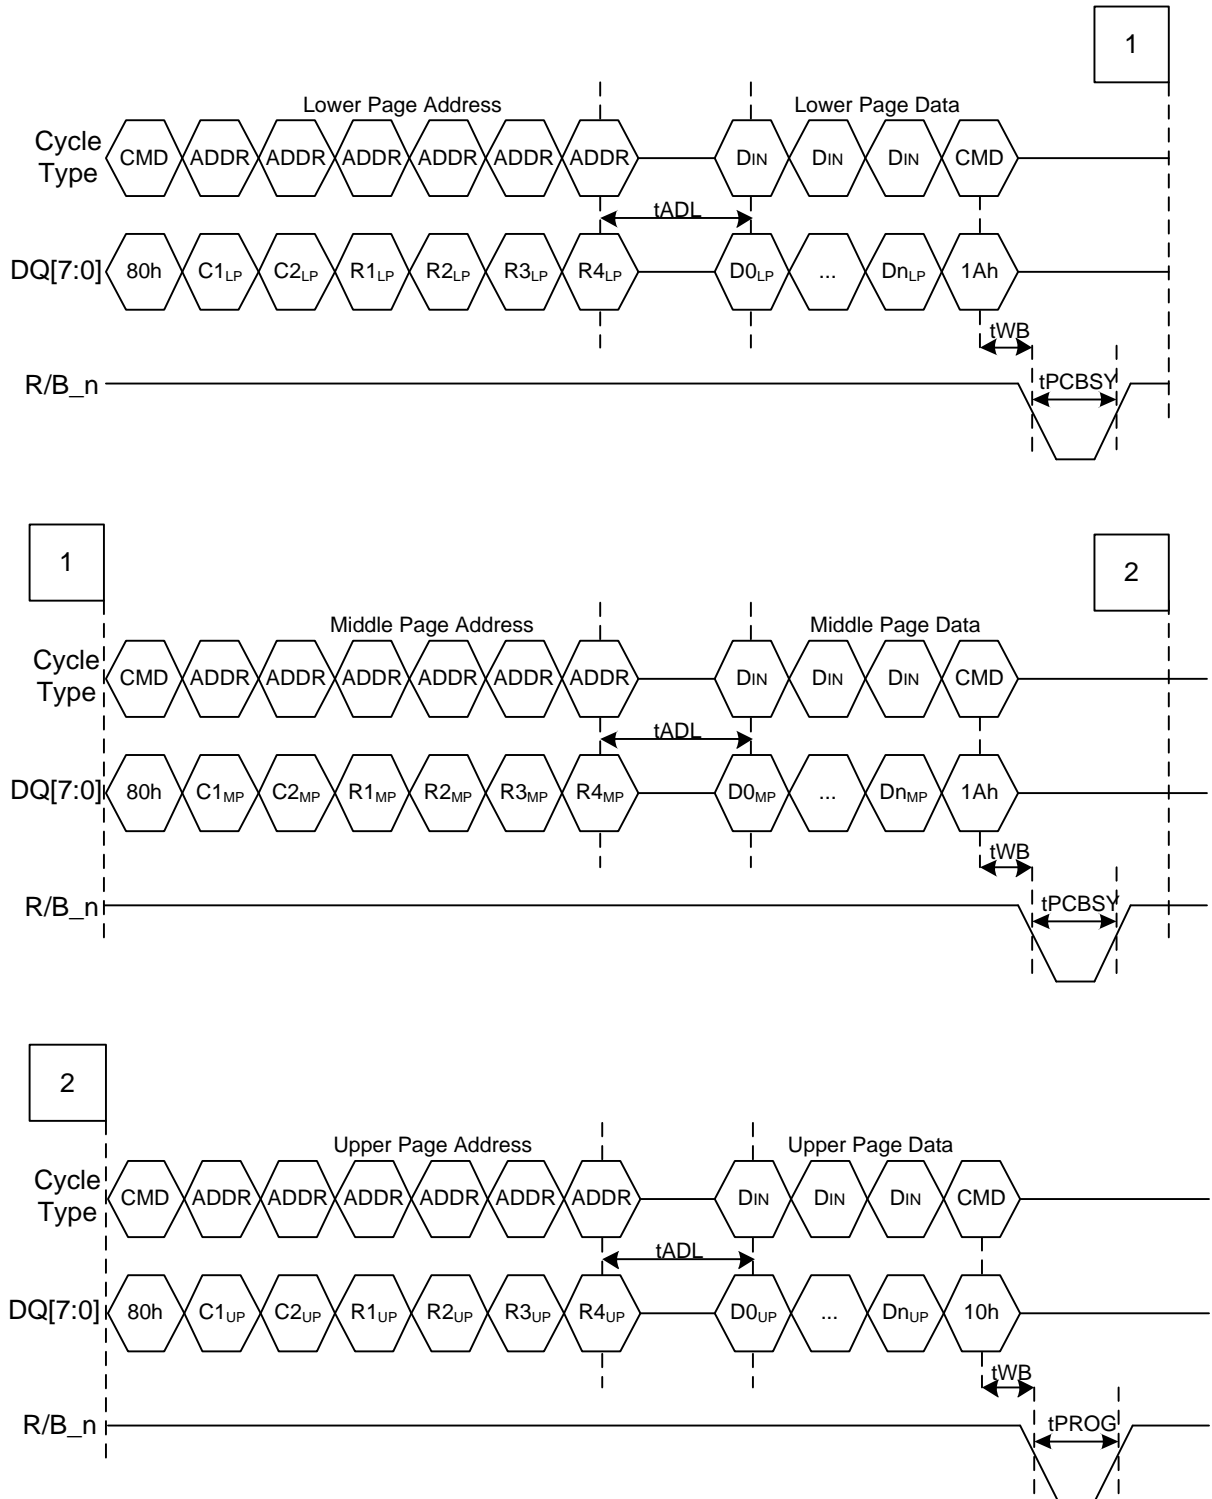 1
Lower Page Address Lower Page Data
Cycle Type CMD ADDR ADDR ADDR ADDR ADDR ADDR DIN DIN DIN CMD
tADL
DQ[7:0] 80h C1LP C2LP R1LP R2LP R3LP R4LP D0LP ... DnLP 1Ah
tWB
R/B_n tPCBSY
1 2
Middle Page Address Middle Page Data
Cycle Type CMD ADDR ADDR ADDR ADDR ADDR ADDR DIN DIN DIN CMD
tADL
DQ[7:0] 80h C1MP C2MP R1MP R2MP R3MP R4MP D0MP ... DnMP 1Ah
tWB
R/B_n tPCBSY
2
Upper Page Address Upper Page Data
Cycle Type CMD ADDR ADDR ADDR ADDR ADDR ADDR DIN DIN DIN CMD
tADL
DQ[7:0] 80h C1UP C2UP R1UP R2UP R3UP R4UP D0UP ... DnUP 10h
tWB
R/B_n tPROG